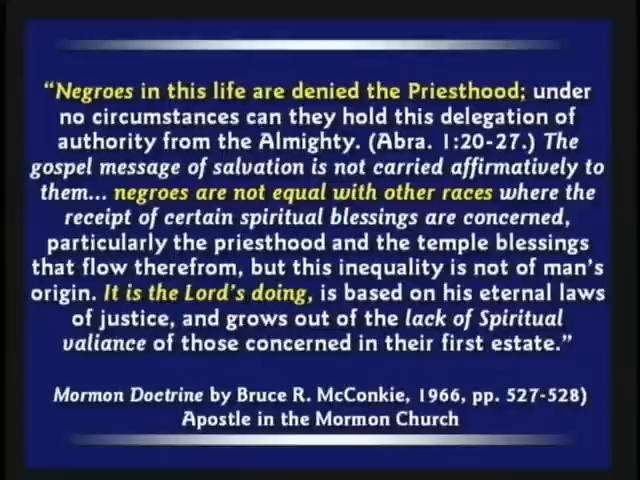 “Negroes in this life are denied the Priesthood; under
no circumstances can they hold this delegation of
authority from the Almighty. (Abra. 1:20-27.) The
gospel message of salvation is not carried affirmatively to
them... negroes are not equal with other races where the
receipt of certain spiritual blessings are concerned,
particularly the priesthood and the temple blessings
that flow therefrom, but this inequality is not of man’s
origin. It is the Lord’s doing, is based on his eternal laws
of justice, and grows out of the lack of Spiritual
valiance of those concerned in their first estate.”
Mormon Doctrine by Bruce R. McConkie, 1966, pp. 527-528)
Apostle in the Mormon Church